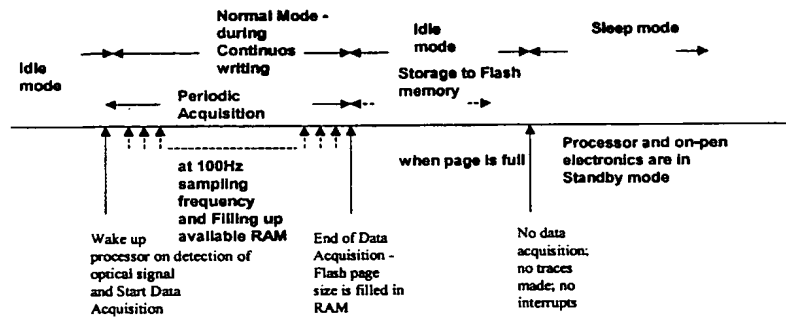 Normal Mode -
during
Continuos
writing
Idle
mode
Sleep mode
Idle
mode
Storage to Flash
memory
Periodic
Acquisition
at 100Hz
sampling
frequency
and Filling up
available RAM
when page is full
Processor and on-pen
electronics are in
Standby mode
Wake up
processor on detection of
optical signal
and Start Data
Acquisition
End of Data
Acquisition -
Flash page
size is filled in
RAM
No data
acquisition;
no traces
made; no
interrupts